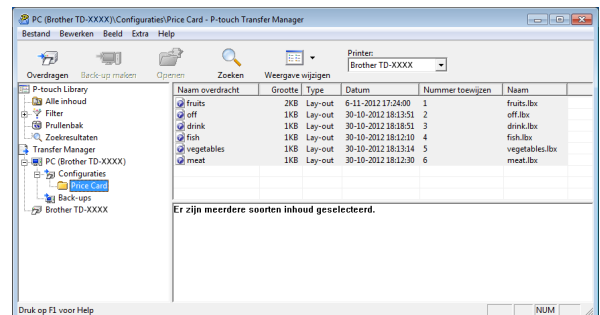 PC (Brother TD-XXXX)\Configuraties\Price Card - P-touch Transfer Manager
Bestand Bewerken Beeld Extra Help
Overdragen Back-up maken Openen Zoeken Weergave wijzigen
Printer:
Brother TD-XXXX
P-touch Library
Alle inhoud
Filter
Prullenbak
Zoekresultaten
Transfer Manager
PC (Brother TD-XXXX)
Configuraties
Price Card
Back-ups
Brother TD-XXXX
Naam overdracht Grootte Type Datum Nummer toewijzen Naam
fruits 2KB Lay-out 6-11-2012 17:24:00 1 fruits.lbx
off 1KB Lay-out 30-10-2012 18:13:51 2 off.lbx
drink 1KB Lay-out 30-10-2012 18:18:51 3 drink.lbx
fish 1KB Lay-out 30-10-2012 18:12:10 4 fish.lbx
vegetables 1KB Lay-out 30-10-2012 18:13:14 5 vegetables.lbx
meat 1KB Lay-out 30-10-2012 18:12:30 6 meat.lbx
Er zijn meerdere soorten inhoud geselecteerd.
Druk op F1 voor Help NUM